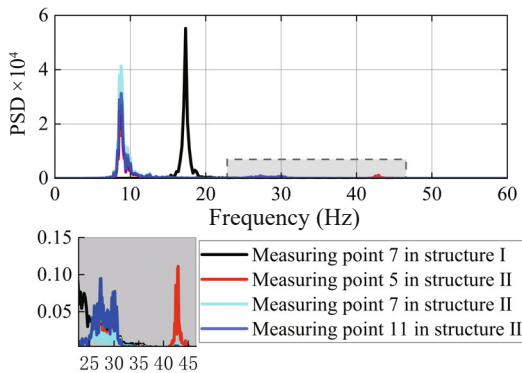 PSD ×10⁴
6
4
2
0
0 10 20 30 40 50 60
Frequency (Hz)
0.15
0.10
0.05
25 30 35 40 45
Measuring point 7 in structure I
Measuring point 5 in structure II
Measuring point 7 in structure II
Measuring point 11 in structure II